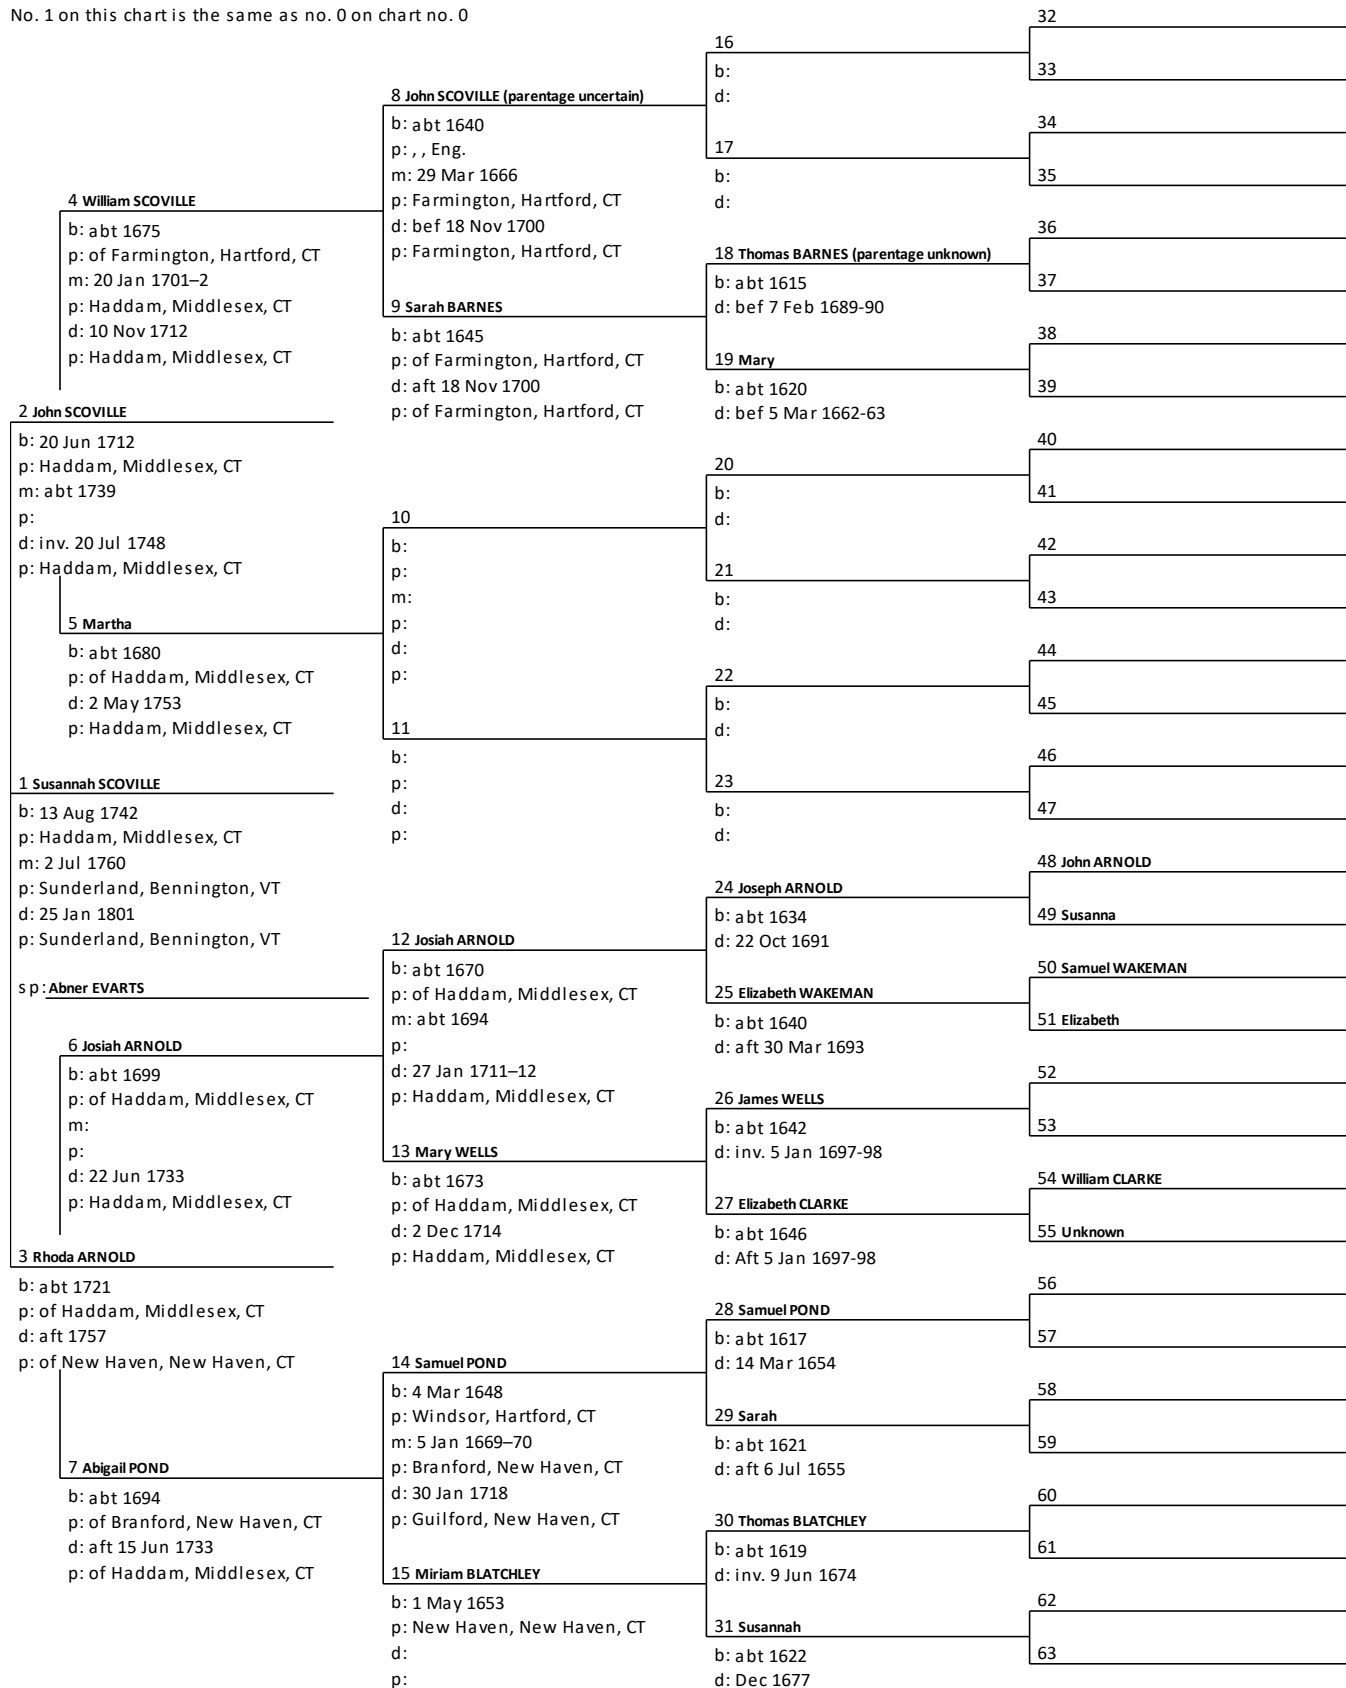 No. 1 on this chart is the same as no. 0 on chart no. 0
4 William SCOVILLE
b: abt 1675
p: of Farmington, Hartford, CT
m: 20 Jan 1701–2
p: Haddam, Middlesex, CT
d: 10 Nov 1712
p: Haddam, Middlesex, CT
2 John SCOVILLE
b: 20 Jun 1712
p: Haddam, Middlesex, CT
m: abt 1739
p:
d: inv. 20 Jul 1748
p: Haddam, Middlesex, CT
5 Martha
b: abt 1680
p: of Haddam, Middlesex, CT
d: 2 May 1753
p: Haddam, Middlesex, CT
1 Susannah SCOVILLE
b: 13 Aug 1742
p: Haddam, Middlesex, CT
m: 2 Jul 1760
p: Sunderland, Bennington, VT
d: 25 Jan 1801
p: Sunderland, Bennington, VT
sp: Abner EVARTS
6 Josiah ARNOLD
b: abt 1699
p: of Haddam, Middlesex, CT
m:
p:
d: 22 Jun 1733
p: Haddam, Middlesex, CT
3 Rhoda ARNOLD
b: abt 1721
p: of Haddam, Middlesex, CT
d: aft 1757
p: of New Haven, New Haven, CT
7 Abigail POND
b: abt 1694
p: of Branford, New Haven, CT
d: aft 15 Jun 1733
p: of Haddam, Middlesex, CT
8 John SCOVILLE (parentage uncertain)
b: abt 1640
p: , , Eng.
m: 29 Mar 1666
p: Farmington, Hartford, CT
d: bef 18 Nov 1700
p: Farmington, Hartford, CT
9 Sarah BARNES
b: abt 1645
p: of Farmington, Hartford, CT
d: aft 18 Nov 1700
p: of Farmington, Hartford, CT
10
b:
p:
m:
p:
d:
p:
11
b:
p:
d:
p:
12 Josiah ARNOLD
b: abt 1670
p: of Haddam, Middlesex, CT
m: abt 1694
p:
d: 27 Jan 1711–12
p: Haddam, Middlesex, CT
13 Mary WELLS
b: abt 1673
p: of Haddam, Middlesex, CT
d: 2 Dec 1714
p: Haddam, Middlesex, CT
14 Samuel POND
b: 4 Mar 1648
p: Windsor, Hartford, CT
m: 5 Jan 1669–70
p: Branford, New Haven, CT
d: 30 Jan 1718
p: Guilford, New Haven, CT
15 Miriam BLATCHLEY
b: 1 May 1653
p: New Haven, New Haven, CT
d:
p:
16
b:
d:
17
b:
d:
18 Thomas BARNES (parentage unknown)
b: abt 1615
d: bef 7 Feb 1689-90
19 Mary
b: abt 1620
d: bef 5 Mar 1662-63
20
b:
d:
21
b:
d:
22
b:
d:
23
b:
d:
24 Joseph ARNOLD
b: abt 1634
d: 22 Oct 1691
25 Elizabeth WAKEMAN
b: abt 1640
d: aft 30 Mar 1693
26 James WELLS
b: abt 1642
d: inv. 5 Jan 1697-98
27 Elizabeth CLARKE
b: abt 1646
d: Aft 5 Jan 1697-98
28 Samuel POND
b: abt 1617
d: 14 Mar 1654
29 Sarah
b: abt 1621
d: aft 6 Jul 1655
30 Thomas BLATCHLEY
b: abt 1619
d: inv. 9 Jun 1674
31 Susannah
b: abt 1622
d: Dec 1677
32
33
34
35
36
37
38
39
40
41
42
43
44
45
46
47
48 John ARNOLD
49 Susanna
50 Samuel WAKEMAN
51 Elizabeth
52
53
54 William CLARKE
55 Unknown
56
57
58
59
60
61
62
63